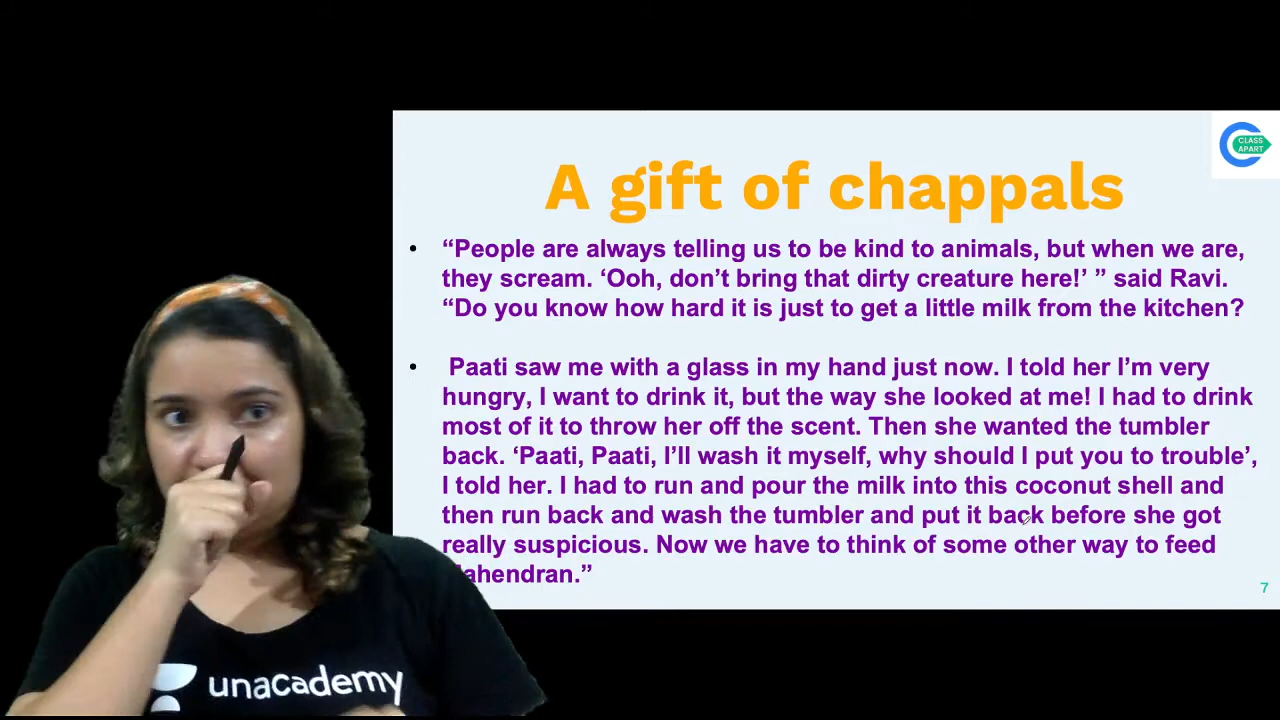 CLASS
APART
A gift of chappals
• “People are always telling us to be kind to animals, but when we are,
they scream. ‘Ooh, don’t bring that dirty creature here!’ ” said Ravi.
“Do you know how hard it is just to get a little milk from the kitchen?
• Paati saw me with a glass in my hand just now. I told her I’m very
hungry, I want to drink it, but the way she looked at me! I had to drink
most of it to throw her off the scent. Then she wanted the tumbler
back. ‘Paati, Paati, I’ll wash it myself, why should I put you to trouble’,
I told her. I had to run and pour the milk into this coconut shell and
then run back and wash the tumbler and put it back before she got
really suspicious. Now we have to think of some other way to feed
ahendran.”
7
unacademy